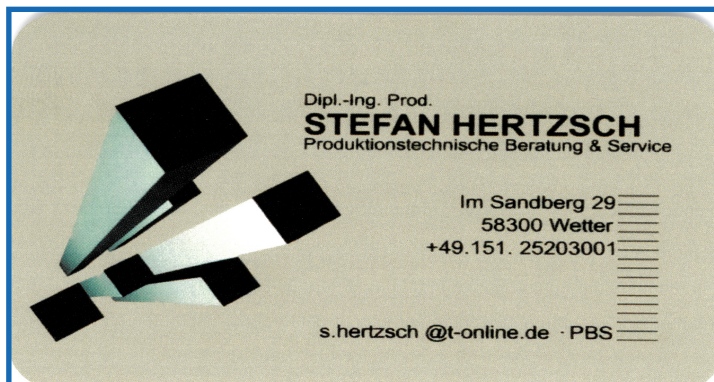 Dipl.-Ing. Prod.
STEFAN HERTZSCH
Produktionstechnische Beratung & Service
Im Sandberg 29
58300 Wetter
+49.151. 25203001
s.hertzsch @t-online.de · PBS